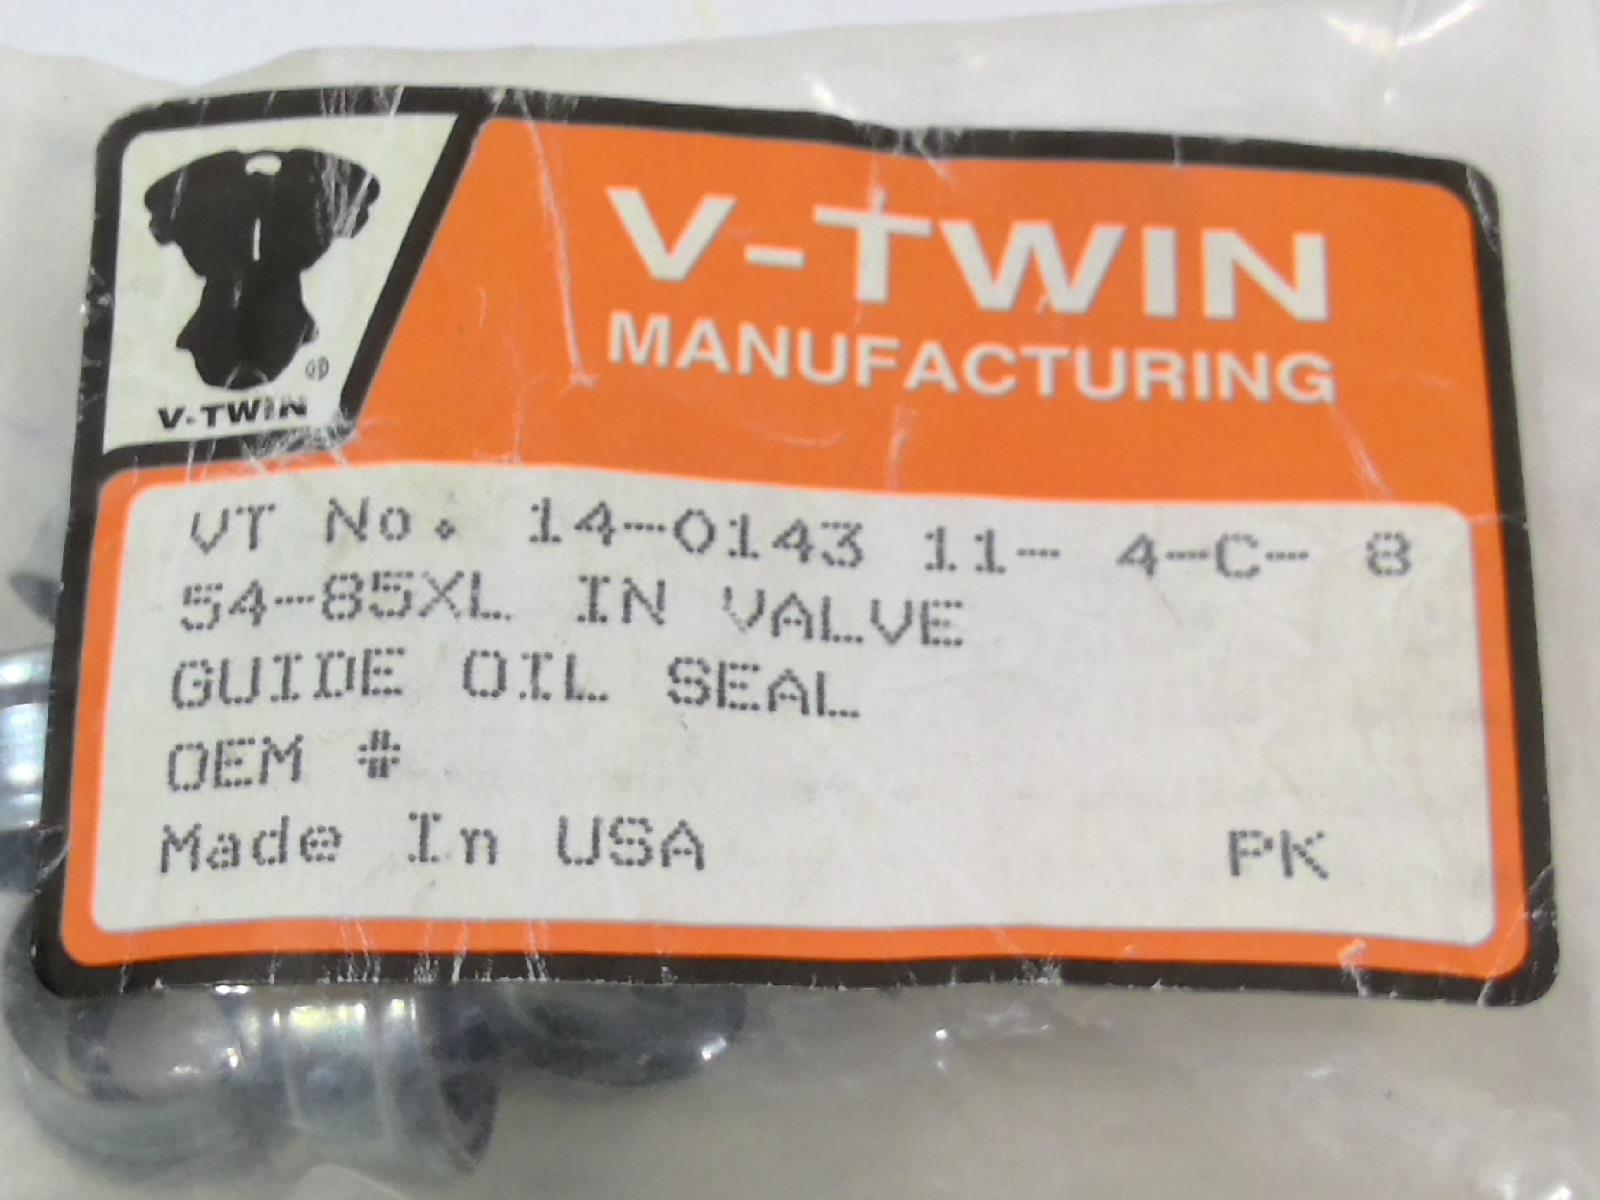 V-TWIN
MANUFACTURING
V-TWIN
VT No. 14-0143 11- 4-C- 8
54-85XL IN VALVE
GUIDE OIL SEAL
OEM #
Made In USA PK